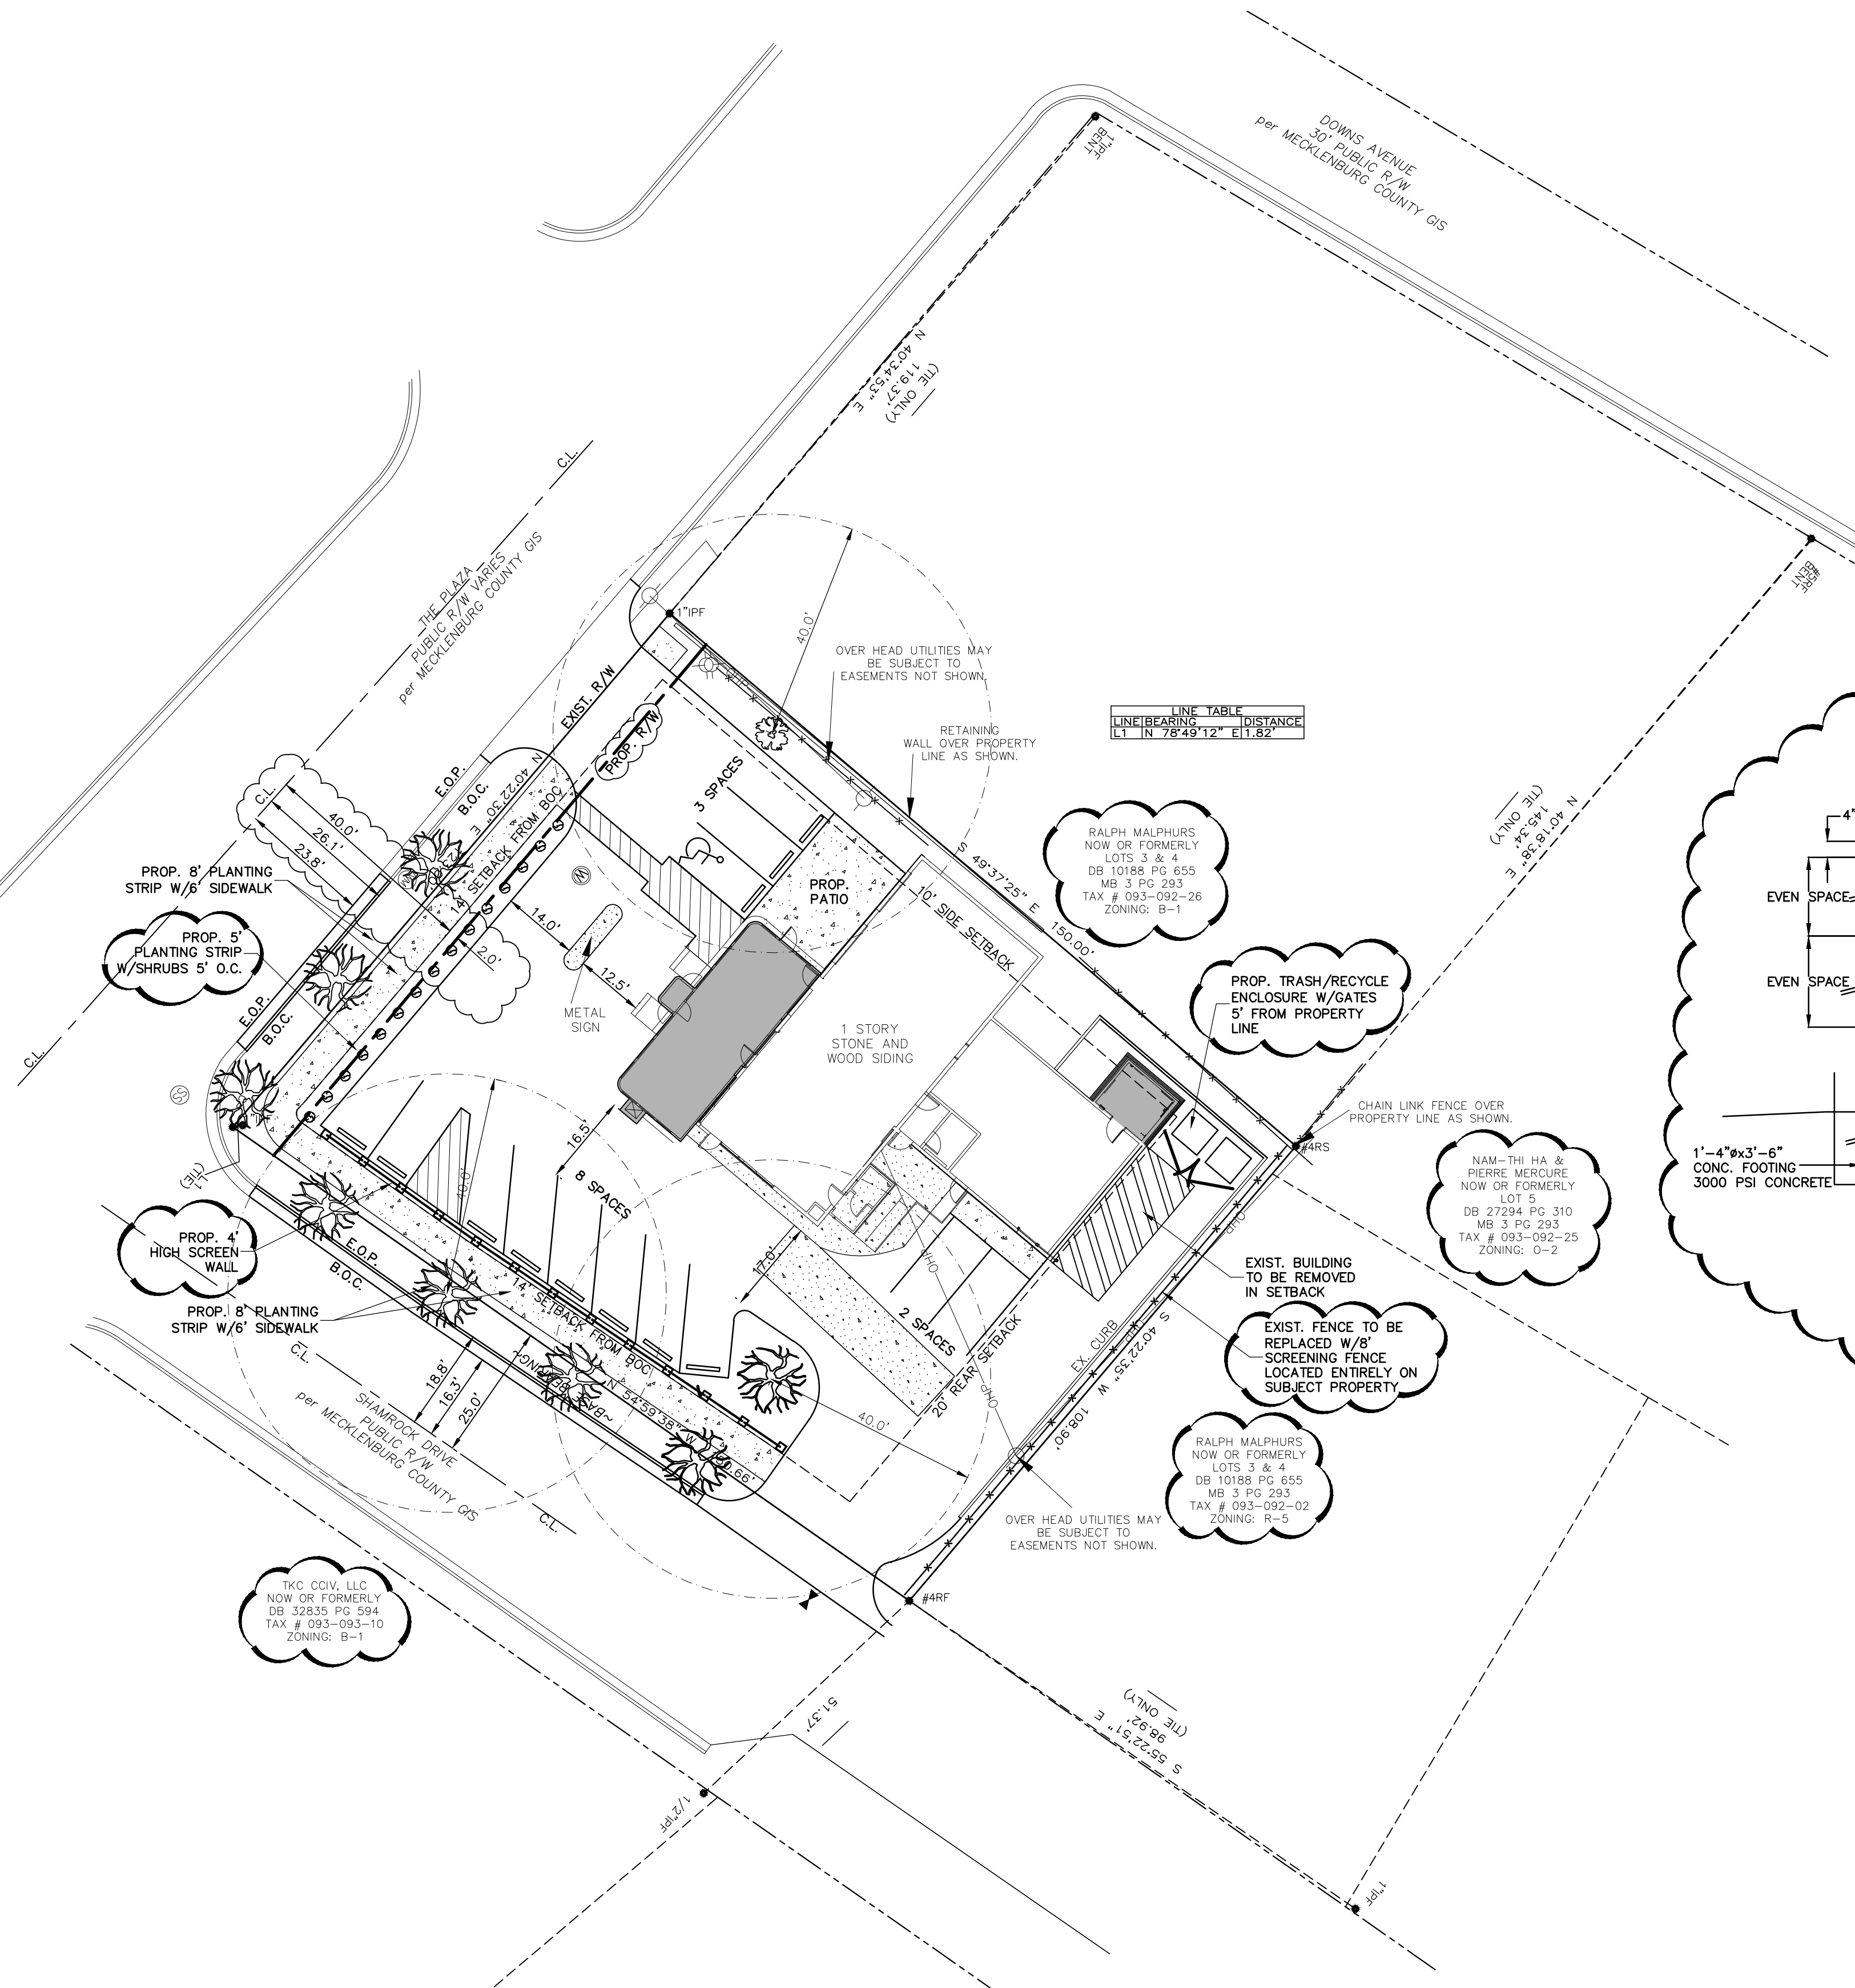 DOWNS AVENUE
30' PUBLIC R/W
per MECKLENBURG COUNTY GIS
1"IPF
BENT
N 40°34'53" E
119.37'
(TIE ONLY)
C.L.
THE PLAZA
PUBLIC R/W VARIES
per MECKLENBURG COUNTY GIS
#5RF
BENT
1"IPF
40.0'
OVER HEAD UTILITIES MAY
BE SUBJECT TO
EASEMENTS NOT SHOWN.
EXIST. R/W
PROP. R/W
RETAINING
WALL OVER PROPERTY
LINE AS SHOWN.
LINE TABLE
LINE BEARING DISTANCE
L1 N 78°49'12" E 1.82'
N 40°18'38" E
145.34'
(TIE ONLY)
3 SPACES
E.O.P.
B.O.C.
N 40°22'30" E
14' SETBACK FROM BOC
C.L.
40.0'
26.1'
23.8'
PROP. 8' PLANTING
STRIP W/6' SIDEWALK
PROP. 5'
PLANTING STRIP
W/SHRUBS 5' O.C.
W
14.0'
2.0'
12.5'
METAL
SIGN
PROP.
PATIO
10' SIDE SETBACK
S 49°37'25" E 150.00'
RALPH MALPHURS
NOW OR FORMERLY
LOTS 3 & 4
DB 10188 PG 655
MB 3 PG 293
TAX # 093-092-26
ZONING: B-1
4"
EVEN SPACE
EVEN SPACE
PROP. TRASH/RECYCLE
ENCLOSURE W/GATES
5' FROM PROPERTY
LINE
1 STORY
STONE AND
WOOD SIDING
E.O.P.
B.O.C.
C.L.
SS
CHAIN LINK FENCE OVER
PROPERTY LINE AS SHOWN.
#4RS
16.5'
8 SPACES
40.0'
L1
(TIE)
NAM-THI HA &
PIERRE MERCURE
NOW OR FORMERLY
LOT 5
DB 27294 PG 310
MB 3 PG 293
TAX # 093-092-25
ZONING: O-2
1'-4"øx3'-6"
CONC. FOOTING
3000 PSI CONCRETE
PROP. 4'
HIGH SCREEN
WALL
E.O.P.
B.O.C.
PROP. 8' PLANTING
STRIP W/6' SIDEWALK
14' SETBACK FROM BOC
17.0'
OHP
OHP
OHP
2 SPACES
20' REAR SETBACK
EX. CURB
S 40°22'35" W
108.90'
EXIST. BUILDING
TO BE REMOVED
IN SETBACK
EXIST. FENCE TO BE
REPLACED W/8'
SCREENING FENCE
LOCATED ENTIRELY ON
SUBJECT PROPERTY
C.L.
18.8'
16.3'
25.0'
SHAMROCK DRIVE
PUBLIC R/W
per MECKLENBURG COUNTY GIS
C.L.
~BASE BEARING~
N 54°59'38" W
40.0'
RALPH MALPHURS
NOW OR FORMERLY
LOTS 3 & 4
DB 10188 PG 655
MB 3 PG 293
TAX # 093-092-02
ZONING: R-5
OVER HEAD UTILITIES MAY
BE SUBJECT TO
EASEMENTS NOT SHOWN.
TKC CCIV, LLC
NOW OR FORMERLY
DB 32835 PG 594
TAX # 093-093-10
ZONING: B-1
#4RF
51.37'
S 55°22'51" E
98.92'
(TIE ONLY)
1/2"IPF
1"IPF